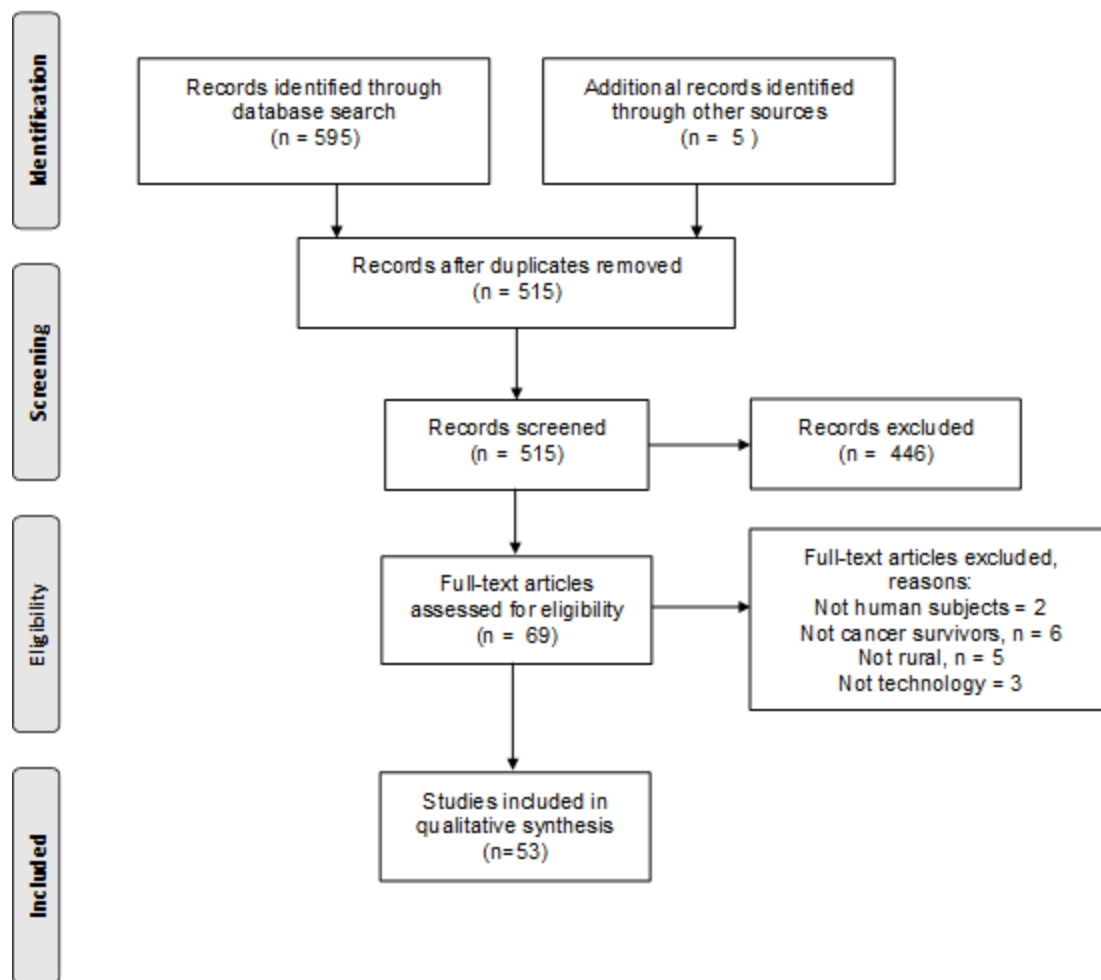 Identification
Records identified through
database search
(n = 595)
Additional records identified
through other sources
(n = 5 )
Screening
Records after duplicates removed
(n = 515)
Records screened
(n = 515)
Records excluded
(n = 446)
Eligibility
Full-text articles
assessed for eligibility
(n = 69)
Full-text articles excluded,
reasons:
Not human subjects = 2
Not cancer survivors, n = 6
Not rural, n = 5
Not technology = 3
Included
Studies included in
qualitative synthesis
(n=53)